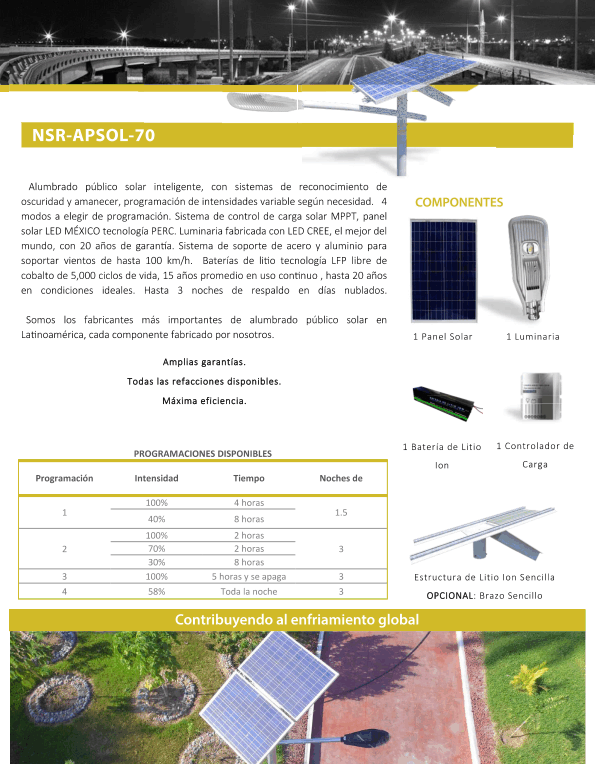 NSR-APSOL-70
Alumbrado público solar inteligente, con sistemas de reconocimiento de
oscuridad y amanecer, programación de intensidades variable según necesidad. 4
modos a elegir de programación. Sistema de control de carga solar MPPT, panel
solar LED MÉXICO tecnología PERC. Luminaria fabricada con LED CREE, el mejor del
mundo, con 20 años de garantía. Sistema de soporte de acero y aluminio para
soportar vientos de hasta 100 km/h. Baterías de litio tecnología LFP libre de
cobalto de 5,000 ciclos de vida, 15 años promedio en uso continuo , hasta 20 años
en condiciones ideales. Hasta 3 noches de respaldo en días nublados.
Somos los fabricantes más importantes de alumbrado público solar en
Latinoamérica, cada componente fabricado por nosotros.
Amplias garantías.
Todas las refacciones disponibles.
Máxima eficiencia.
PROGRAMACIONES DISPONIBLES
Programación Intensidad Tiempo Noches de
1 100% 4 horas 1.5
40% 8 horas
2 100% 2 horas 3
70% 2 horas
30% 8 horas
3 100% 5 horas y se apaga 3
4 58% Toda la noche 3
COMPONENTES
1 Panel Solar
1 Luminaria
1 Batería de Litio
Ion
1 Controlador de
Carga
Estructura de Litio Ion Sencilla
OPCIONAL: Brazo Sencillo
Contribuyendo al enfriamiento global